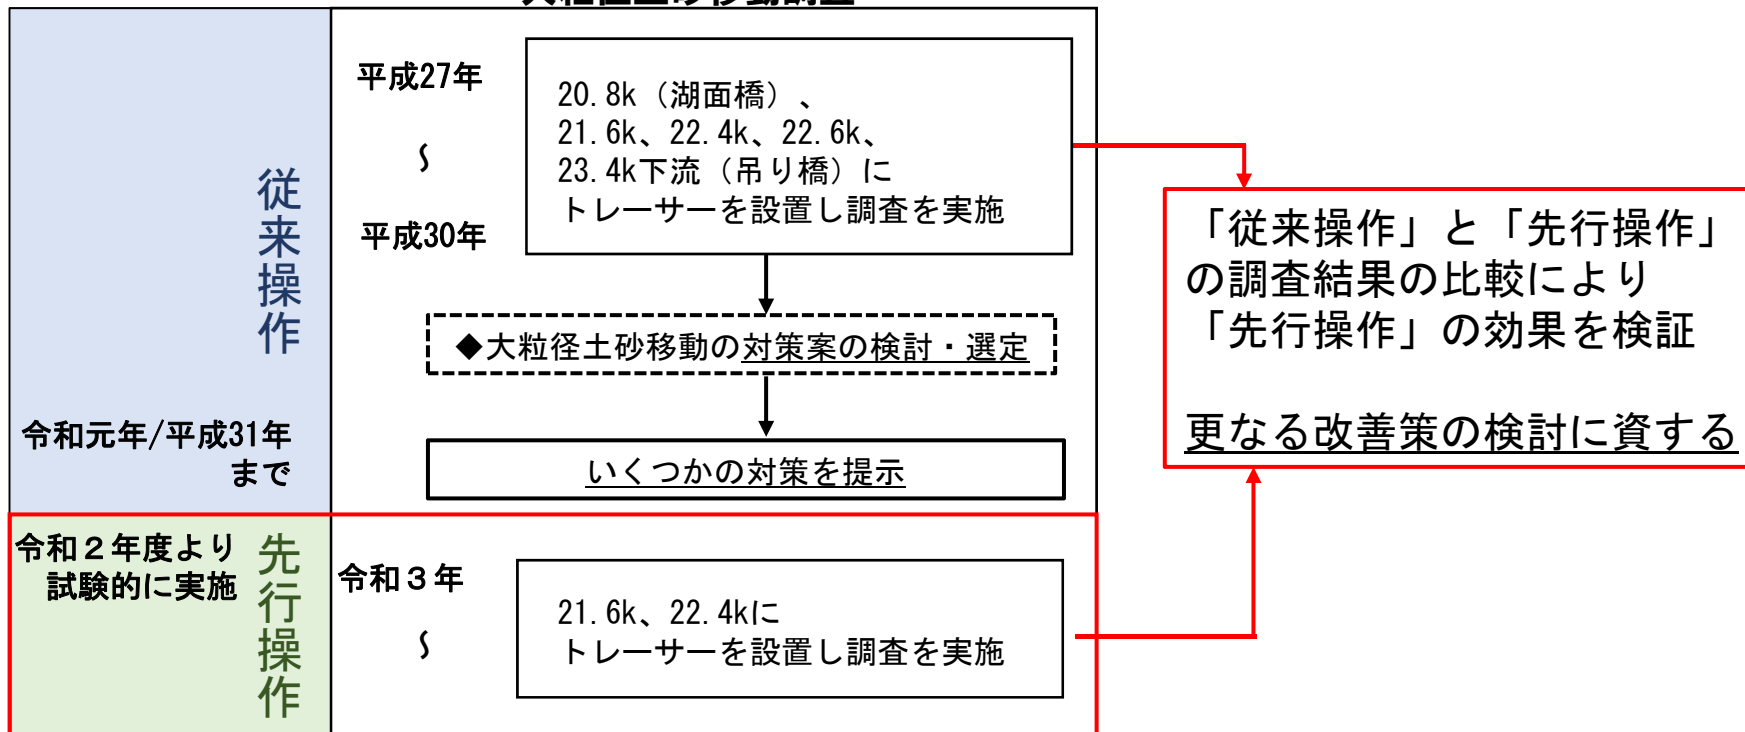 従来操作
令和元年/平成31年
まで
平成27年
〜
平成30年
20.8k（湖面橋）、
21.6k、22.4k、22.6k、
23.4k下流（吊り橋）に
トレーサーを設置し調査を実施
◆大粒径土砂移動の対策案の検討・選定
いくつかの対策を提示
令和２年度より
試験的に実施
先行操作
令和３年
〜
21.6k、22.4kに
トレーサーを設置し調査を実施
「従来操作」と「先行操作」
の調査結果の比較により
「先行操作」の効果を検証
更なる改善策の検討に資する